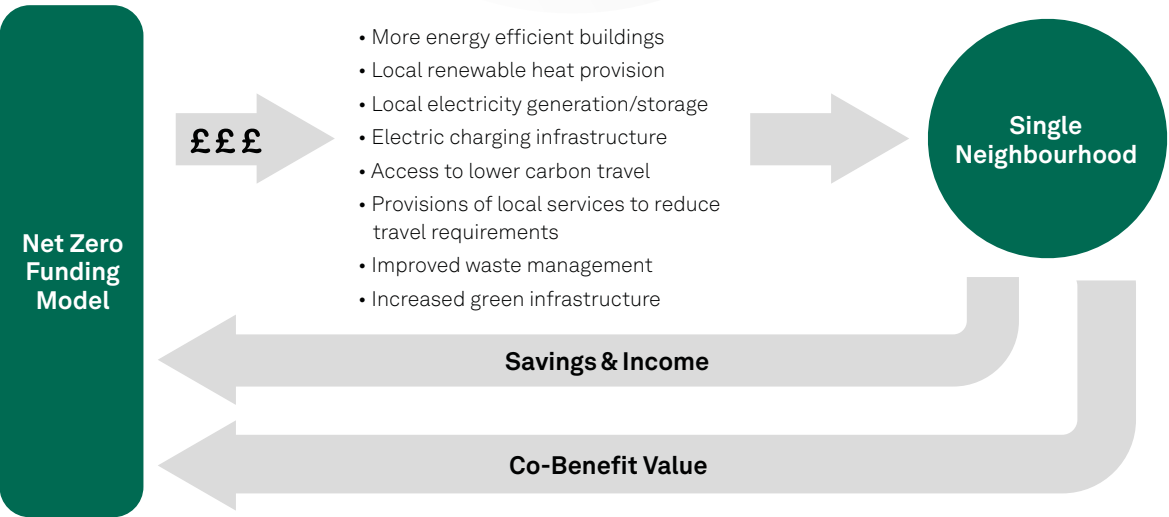 Net Zero
Funding
Model
£££
• More energy efficient buildings
• Local renewable heat provision
• Local electricity generation/storage
• Electric charging infrastructure
• Access to lower carbon travel
• Provisions of local services to reduce
travel requirements
• Improved waste management
• Increased green infrastructure
Single
Neighbourhood
Savings & Income
Co-Benefit Value